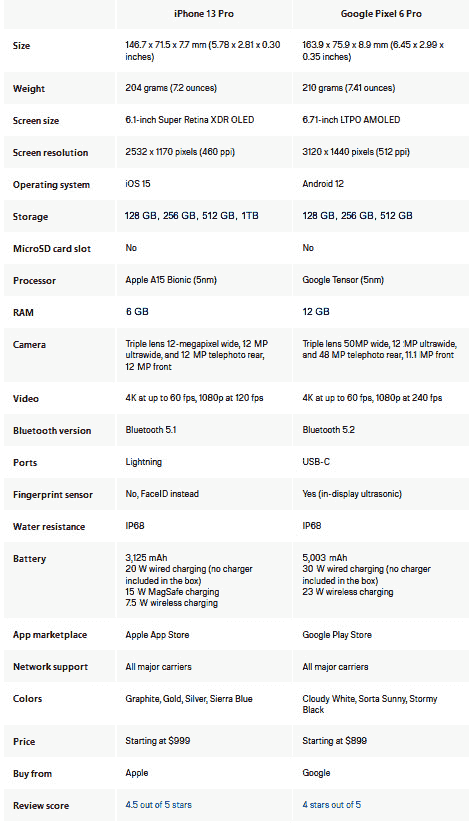 iPhone 13 Pro Google Pixel 6 Pro
Size 146.7 x 71.5 x 7.7 mm (5.78 x 2.81 x 0.30 163.9 x 75.9 x 8.9 mm (6.45 x 2.99 x
inches) 0.35 inches)
Weight 204 grams (7.2 ounces) 210 grams (7.41 ounces)
Screen size 6.1-inch Super Retina XDR OLED 6.71-inch LTPO AMOLED
Screen resolution 2532 x 1170 pixels (460 ppi) 3120 x 1440 pixels (512 ppi)
Operating system iOS 15 Android 12
Storage 128 GB, 256 GB, 512 GB, 1TB 128 GB, 256 GB, 512 GB
MicroSD card slot No No
Processor Apple A15 Bionic (5nm) Google Tensor (5nm)
RAM 6 GB 12 GB
Camera Triple lens 12-megapixel wide, 12 MP Triple lens 50MP wide, 12 MP ultrawide,
ultrawide, and 12 MP telephoto rear, and 48 MP telephoto rear, 11.1 MP front
12 MP front
Video 4K at up to 60 fps, 1080p at 120 fps 4K at up to 60 fps, 1080p at 240 fps
Bluetooth version Bluetooth 5.1 Bluetooth 5.2
Ports Lightning USB-C
Fingerprint sensor No, FaceID instead Yes (in-display ultrasonic)
Water resistance IP68 IP68
Battery 3,125 mAh 5,003 mAh
20 W wired charging (no charger 30 W wired charging (no charger
included in the box) included in the box)
15 W MagSafe charging 23 W wireless charging
7.5 W wireless charging
App marketplace Apple App Store Google Play Store
Network support All major carriers All major carriers
Colors Graphite, Gold, Silver, Sierra Blue Cloudy White, Sorta Sunny, Stormy
Black
Price Starting at $999 Starting at $899
Buy from Apple Google
Review score 4.5 out of 5 stars 4 stars out of 5